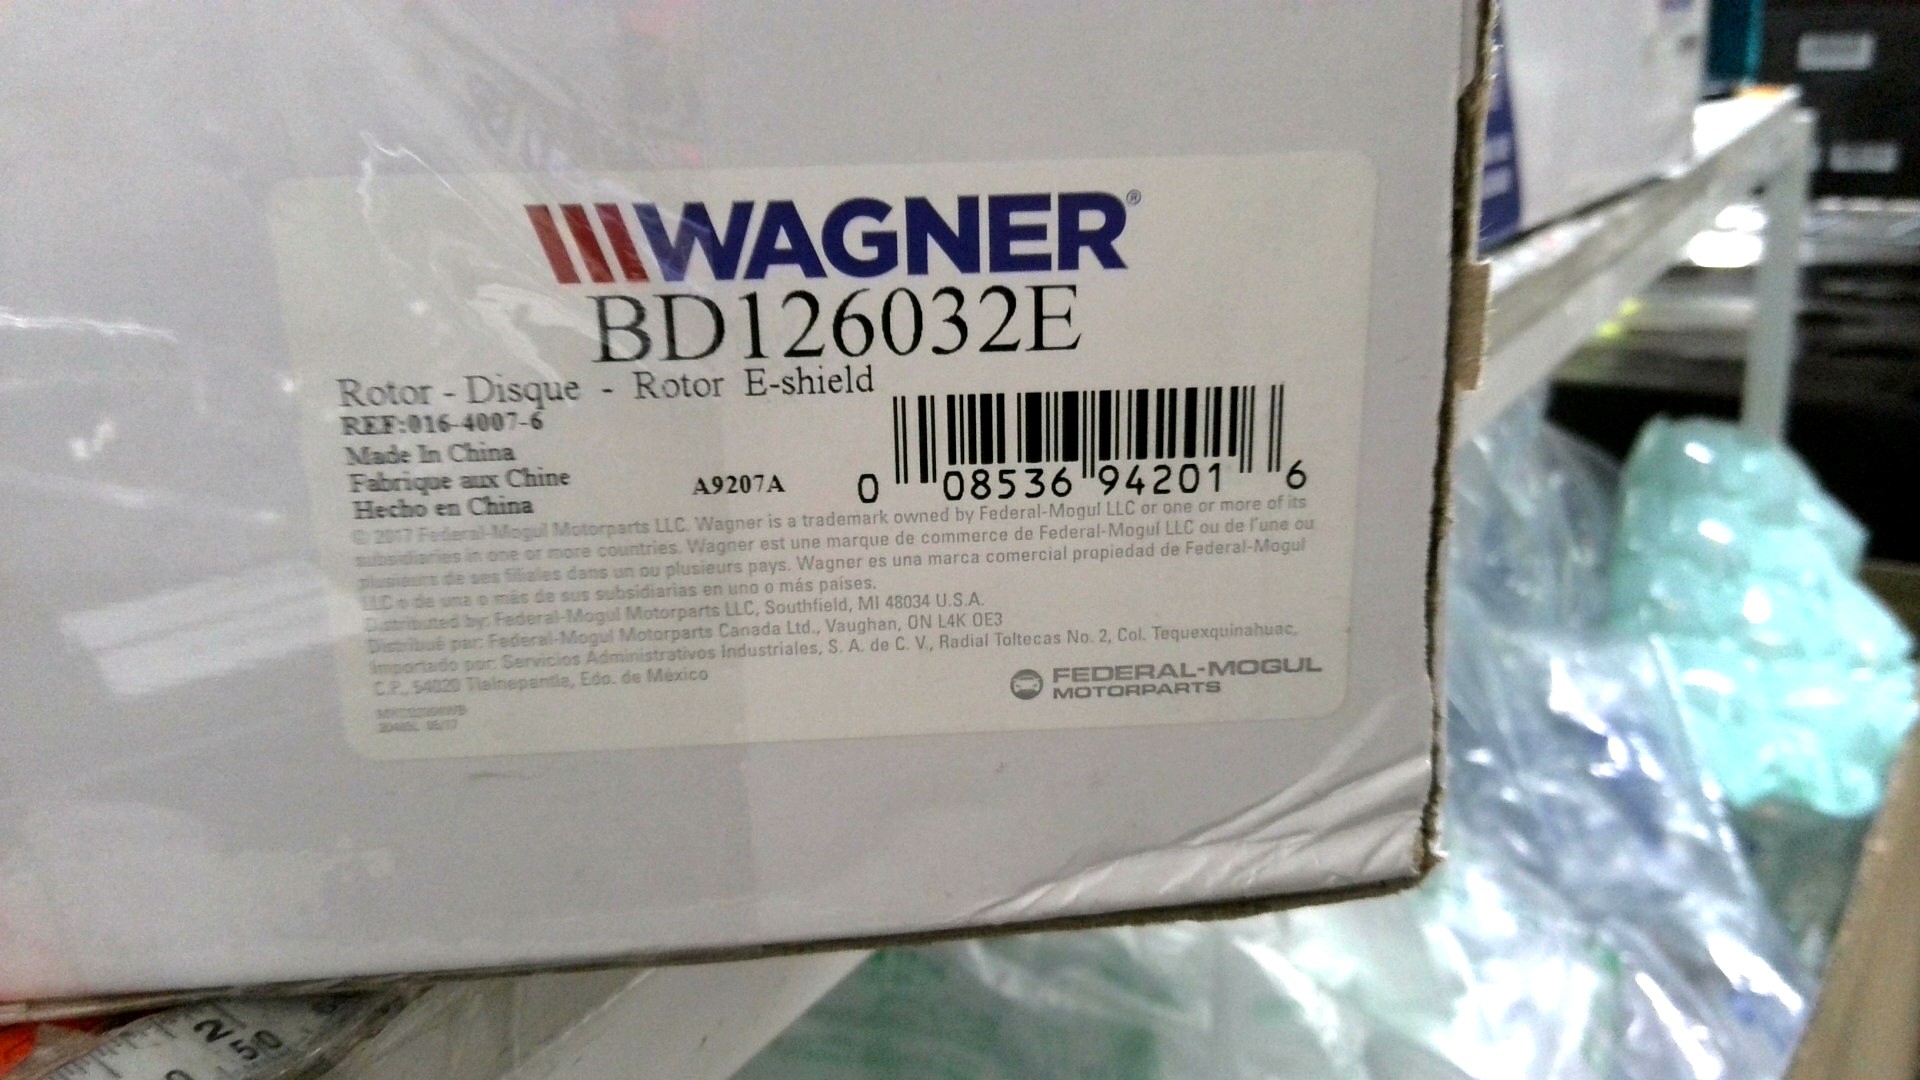 WAGNER®
BD126032E
Rotor - Disque - Rotor E-shield
REF:016-4007-6
Made In China
Fabrique aux Chine
Hecho en China
A9207A
0 08536 94201 6
© 2017 Federal-Mogul Motorparts LLC. Wagner is a trademark owned by Federal-Mogul LLC or one or more of its
subsidiaries in one or more countries. Wagner est une marque de commerce de Federal-Mogul LLC ou de l'une ou
plusieurs de ses filiales dans un ou plusieurs pays. Wagner es una marca comercial propiedad de Federal-Mogul
LLC o de una o más de sus subsidiarias en uno o más países.
Distributed by: Federal-Mogul Motorparts LLC, Southfield, MI 48034 U.S.A.
Distribué par: Federal-Mogul Motorparts Canada Ltd., Vaughan, ON L4K 0E3
Importado por: Servicios Administrativos Industriales, S. A. de C. V., Radial Toltecas No. 2, Col. Tequexquinahuac,
C.P., 54020 Tlalnepantla, Edo. de México
FEDERAL-MOGUL
MOTORPARTS
2
50